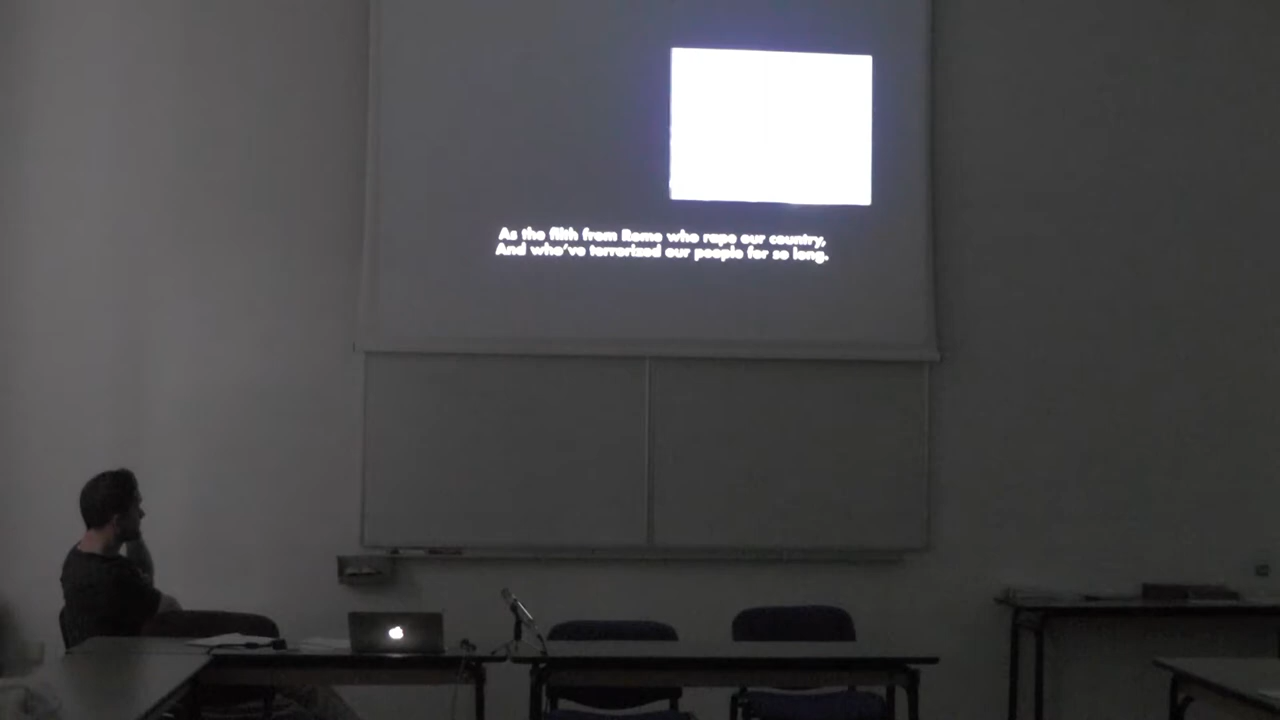 As the filth from Rome who rape our country,
And who've terrorized our people for so long.